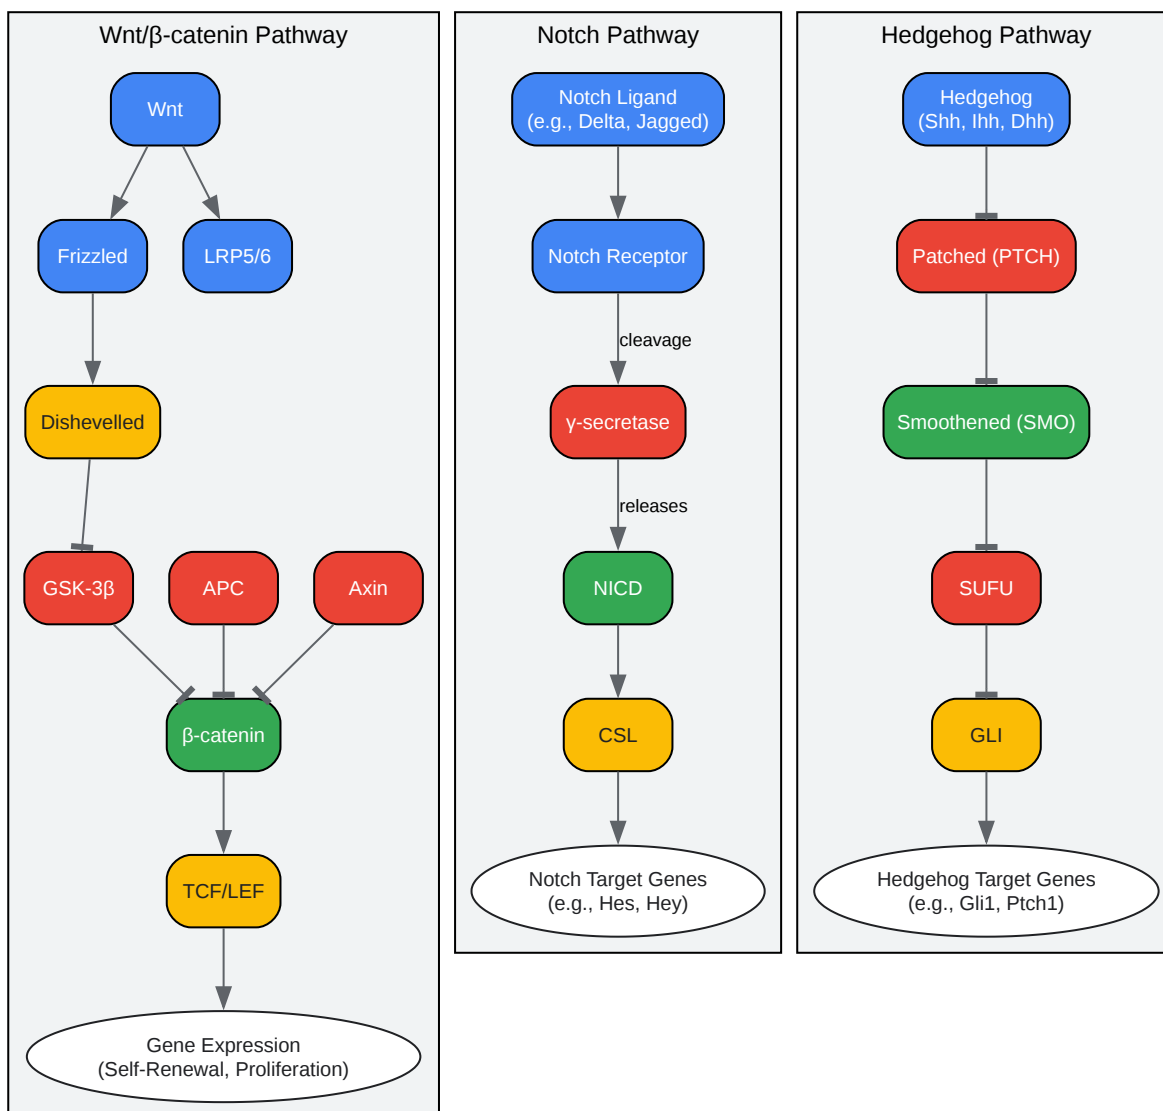 Wnt/β-catenin Pathway
Wnt
Frizzled
LRP5/6
Dishevelled
GSK-3β
APC
Axin
β-catenin
TCF/LEF
Gene Expression
(Self-Renewal, Proliferation)
Notch Pathway
Notch Ligand
(e.g., Delta, Jagged)
Notch Receptor
cleavage
γ-secretase
releases
NICD
CSL
Notch Target Genes
(e.g., Hes, Hey)
Hedgehog Pathway
Hedgehog
(Shh, Ihh, Dhh)
Patched (PTCH)
Smoothened (SMO)
SUFU
GLI
Hedgehog Target Genes
(e.g., Gli1, Ptch1)